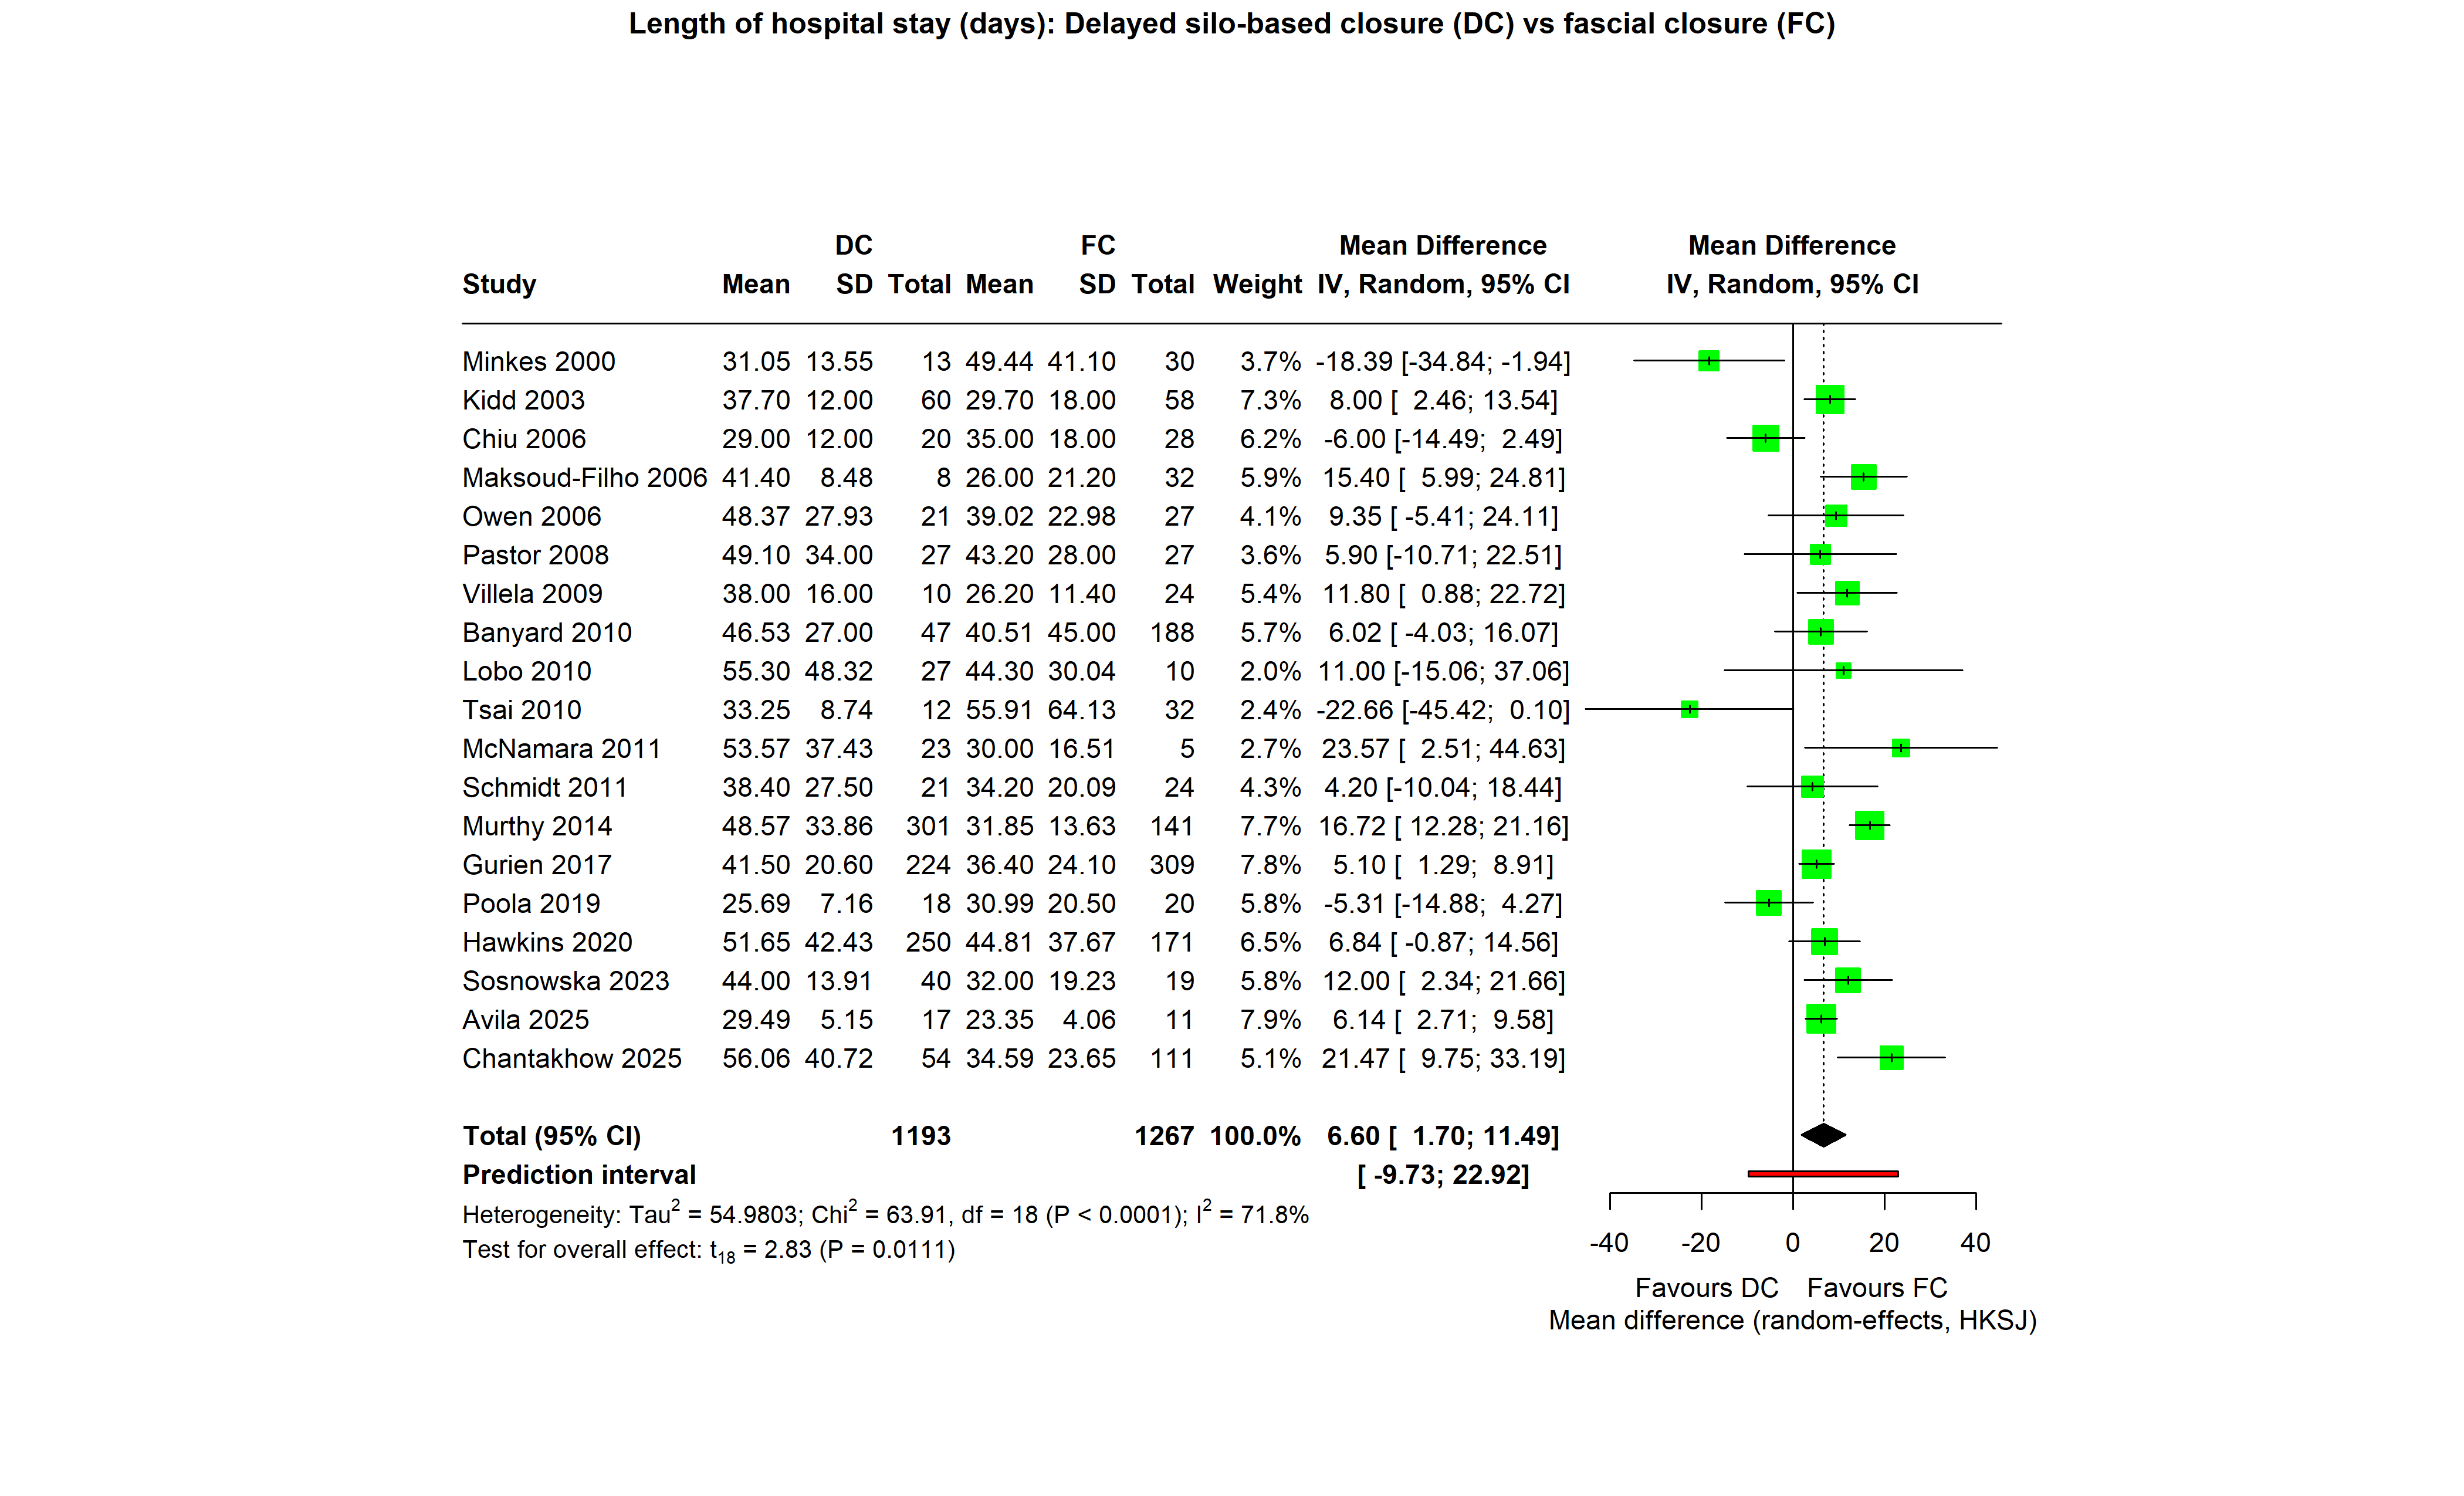 Length of hospital stay (days): Delayed silo-based closure (DC) vs fascial closure (FC)
DC FC Mean Difference Mean Difference
Study Mean SD Total Mean SD Total Weight IV, Random, 95% CI IV, Random, 95% CI
Minkes 2000 31.05 13.55 13 49.44 41.10 30 3.7% -18.39 [-34.84; -1.94]
Kidd 2003 37.70 12.00 60 29.70 18.00 58 7.3% 8.00 [ 2.46; 13.54]
Chiu 2006 29.00 12.00 20 35.00 18.00 28 6.2% -6.00 [-14.49; 2.49]
Maksoud-Filho 2006 41.40 8.48 8 26.00 21.20 32 5.9% 15.40 [ 5.99; 24.81]
Owen 2006 48.37 27.93 21 39.02 22.98 27 4.1% 9.35 [ -5.41; 24.11]
Pastor 2008 49.10 34.00 27 43.20 28.00 27 3.6% 5.90 [-10.71; 22.51]
Villela 2009 38.00 16.00 10 26.20 11.40 24 5.4% 11.80 [ 0.88; 22.72]
Banyard 2010 46.53 27.00 47 40.51 45.00 188 5.7% 6.02 [ -4.03; 16.07]
Lobo 2010 55.30 48.32 27 44.30 30.04 10 2.0% 11.00 [-15.06; 37.06]
Tsai 2010 33.25 8.74 12 55.91 64.13 32 2.4% -22.66 [-45.42; 0.10]
McNamara 2011 53.57 37.43 23 30.00 16.51 5 2.7% 23.57 [ 2.51; 44.63]
Schmidt 2011 38.40 27.50 21 34.20 20.09 24 4.3% 4.20 [-10.04; 18.44]
Murthy 2014 48.57 33.86 301 31.85 13.63 141 7.7% 16.72 [ 12.28; 21.16]
Gurien 2017 41.50 20.60 224 36.40 24.10 309 7.8% 5.10 [ 1.29; 8.91]
Poola 2019 25.69 7.16 18 30.99 20.50 20 5.8% -5.31 [-14.88; 4.27]
Hawkins 2020 51.65 42.43 250 44.81 37.67 171 6.5% 6.84 [ -0.87; 14.56]
Sosnowska 2023 44.00 13.91 40 32.00 19.23 19 5.8% 12.00 [ 2.34; 21.66]
Avila 2025 29.49 5.15 17 23.35 4.06 11 7.9% 6.14 [ 2.71; 9.58]
Chantakhow 2025 56.06 40.72 54 34.59 23.65 111 5.1% 21.47 [ 9.75; 33.19]
Total (95% CI) 1193 1267 100.0% 6.60 [ 1.70; 11.49]
Prediction interval [ -9.73; 22.92]
Heterogeneity: Tau² = 54.9803; Chi² = 63.91, df = 18 (P < 0.0001); I² = 71.8%
Test for overall effect: t₁₈ = 2.83 (P = 0.0111)
-40 -20 0 20 40
Favours DC Favours FC
Mean difference (random-effects, HKSJ)